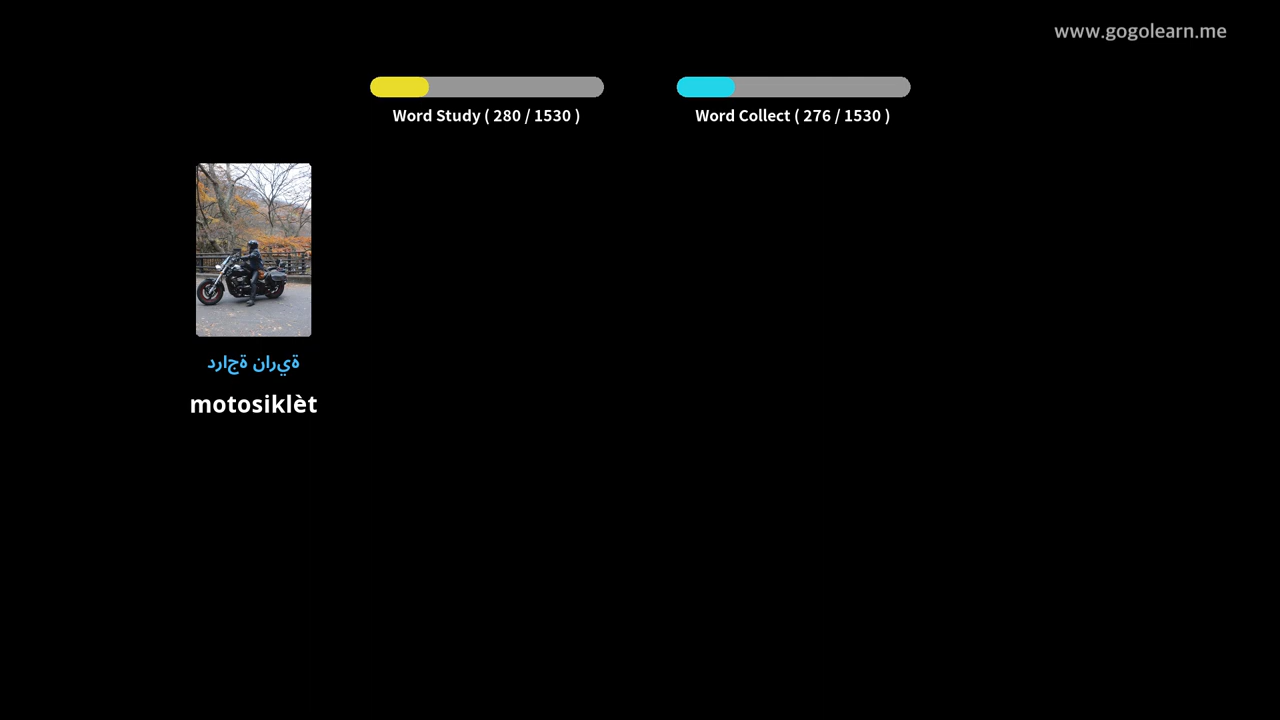 www.gogolearn.me
Word Study ( 280 / 1530 )
Word Collect ( 276 / 1530 )
دراجة نارية
motosiklèt